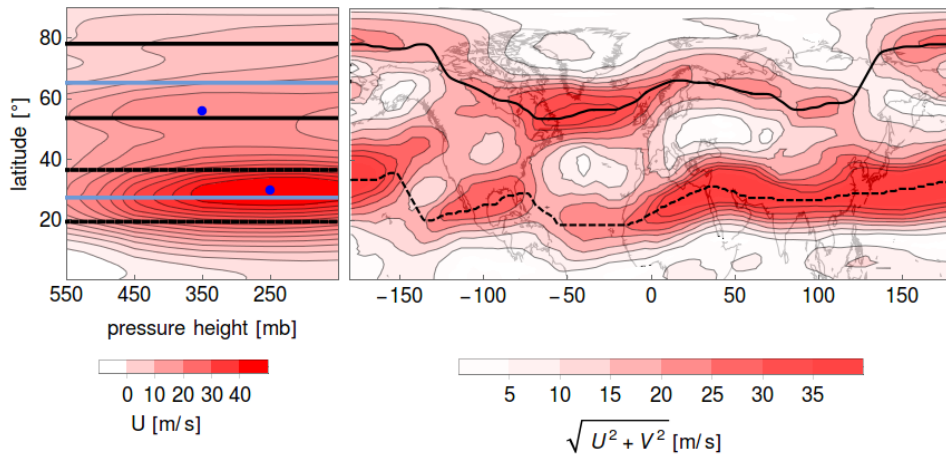 80
60
40
20
latitude [°]
550 450 350 250
−150 −100 −50 0 50 100 150
pressure height [mb]
0 10 20 30 40
U [m/s]
5 10 15 20 25 30 35
√U² + V² [m/s]